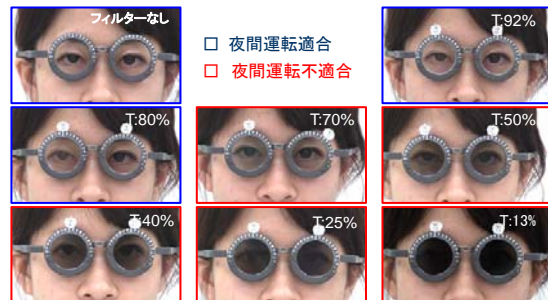 フィルターなし
□ 夜間運転適合
□ 夜間運転不適合
T:92%
T:80%
T:70%
T:50%
T:40%
T:25%
T:13%